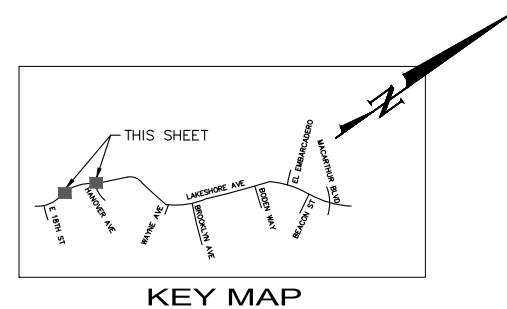 N
THIS SHEET
E 18TH ST
HANOVER AVE
WAYNE AVE
LAKESHORE AVE
BROOKLYN AVE
BODEN WAY
EL EMBARCADERO
BEACON ST
MACARTHUR BLVD
KEY MAP